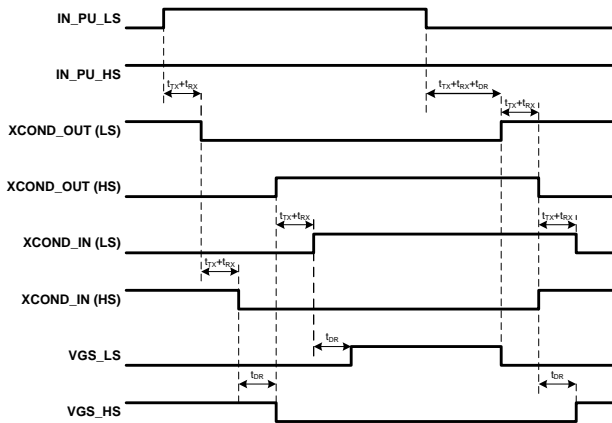 IN_PU_LS
IN_PU_HS
tTX+tRX
tTX+tRX+tDR
tTX+tRX
XCOND_OUT (LS)
XCOND_OUT (HS)
tTX+tRX
tTX+tRX
XCOND_IN (LS)
tTX+tRX
XCOND_IN (HS)
tDR
VGS_LS
tDR
tDR
VGS_HS